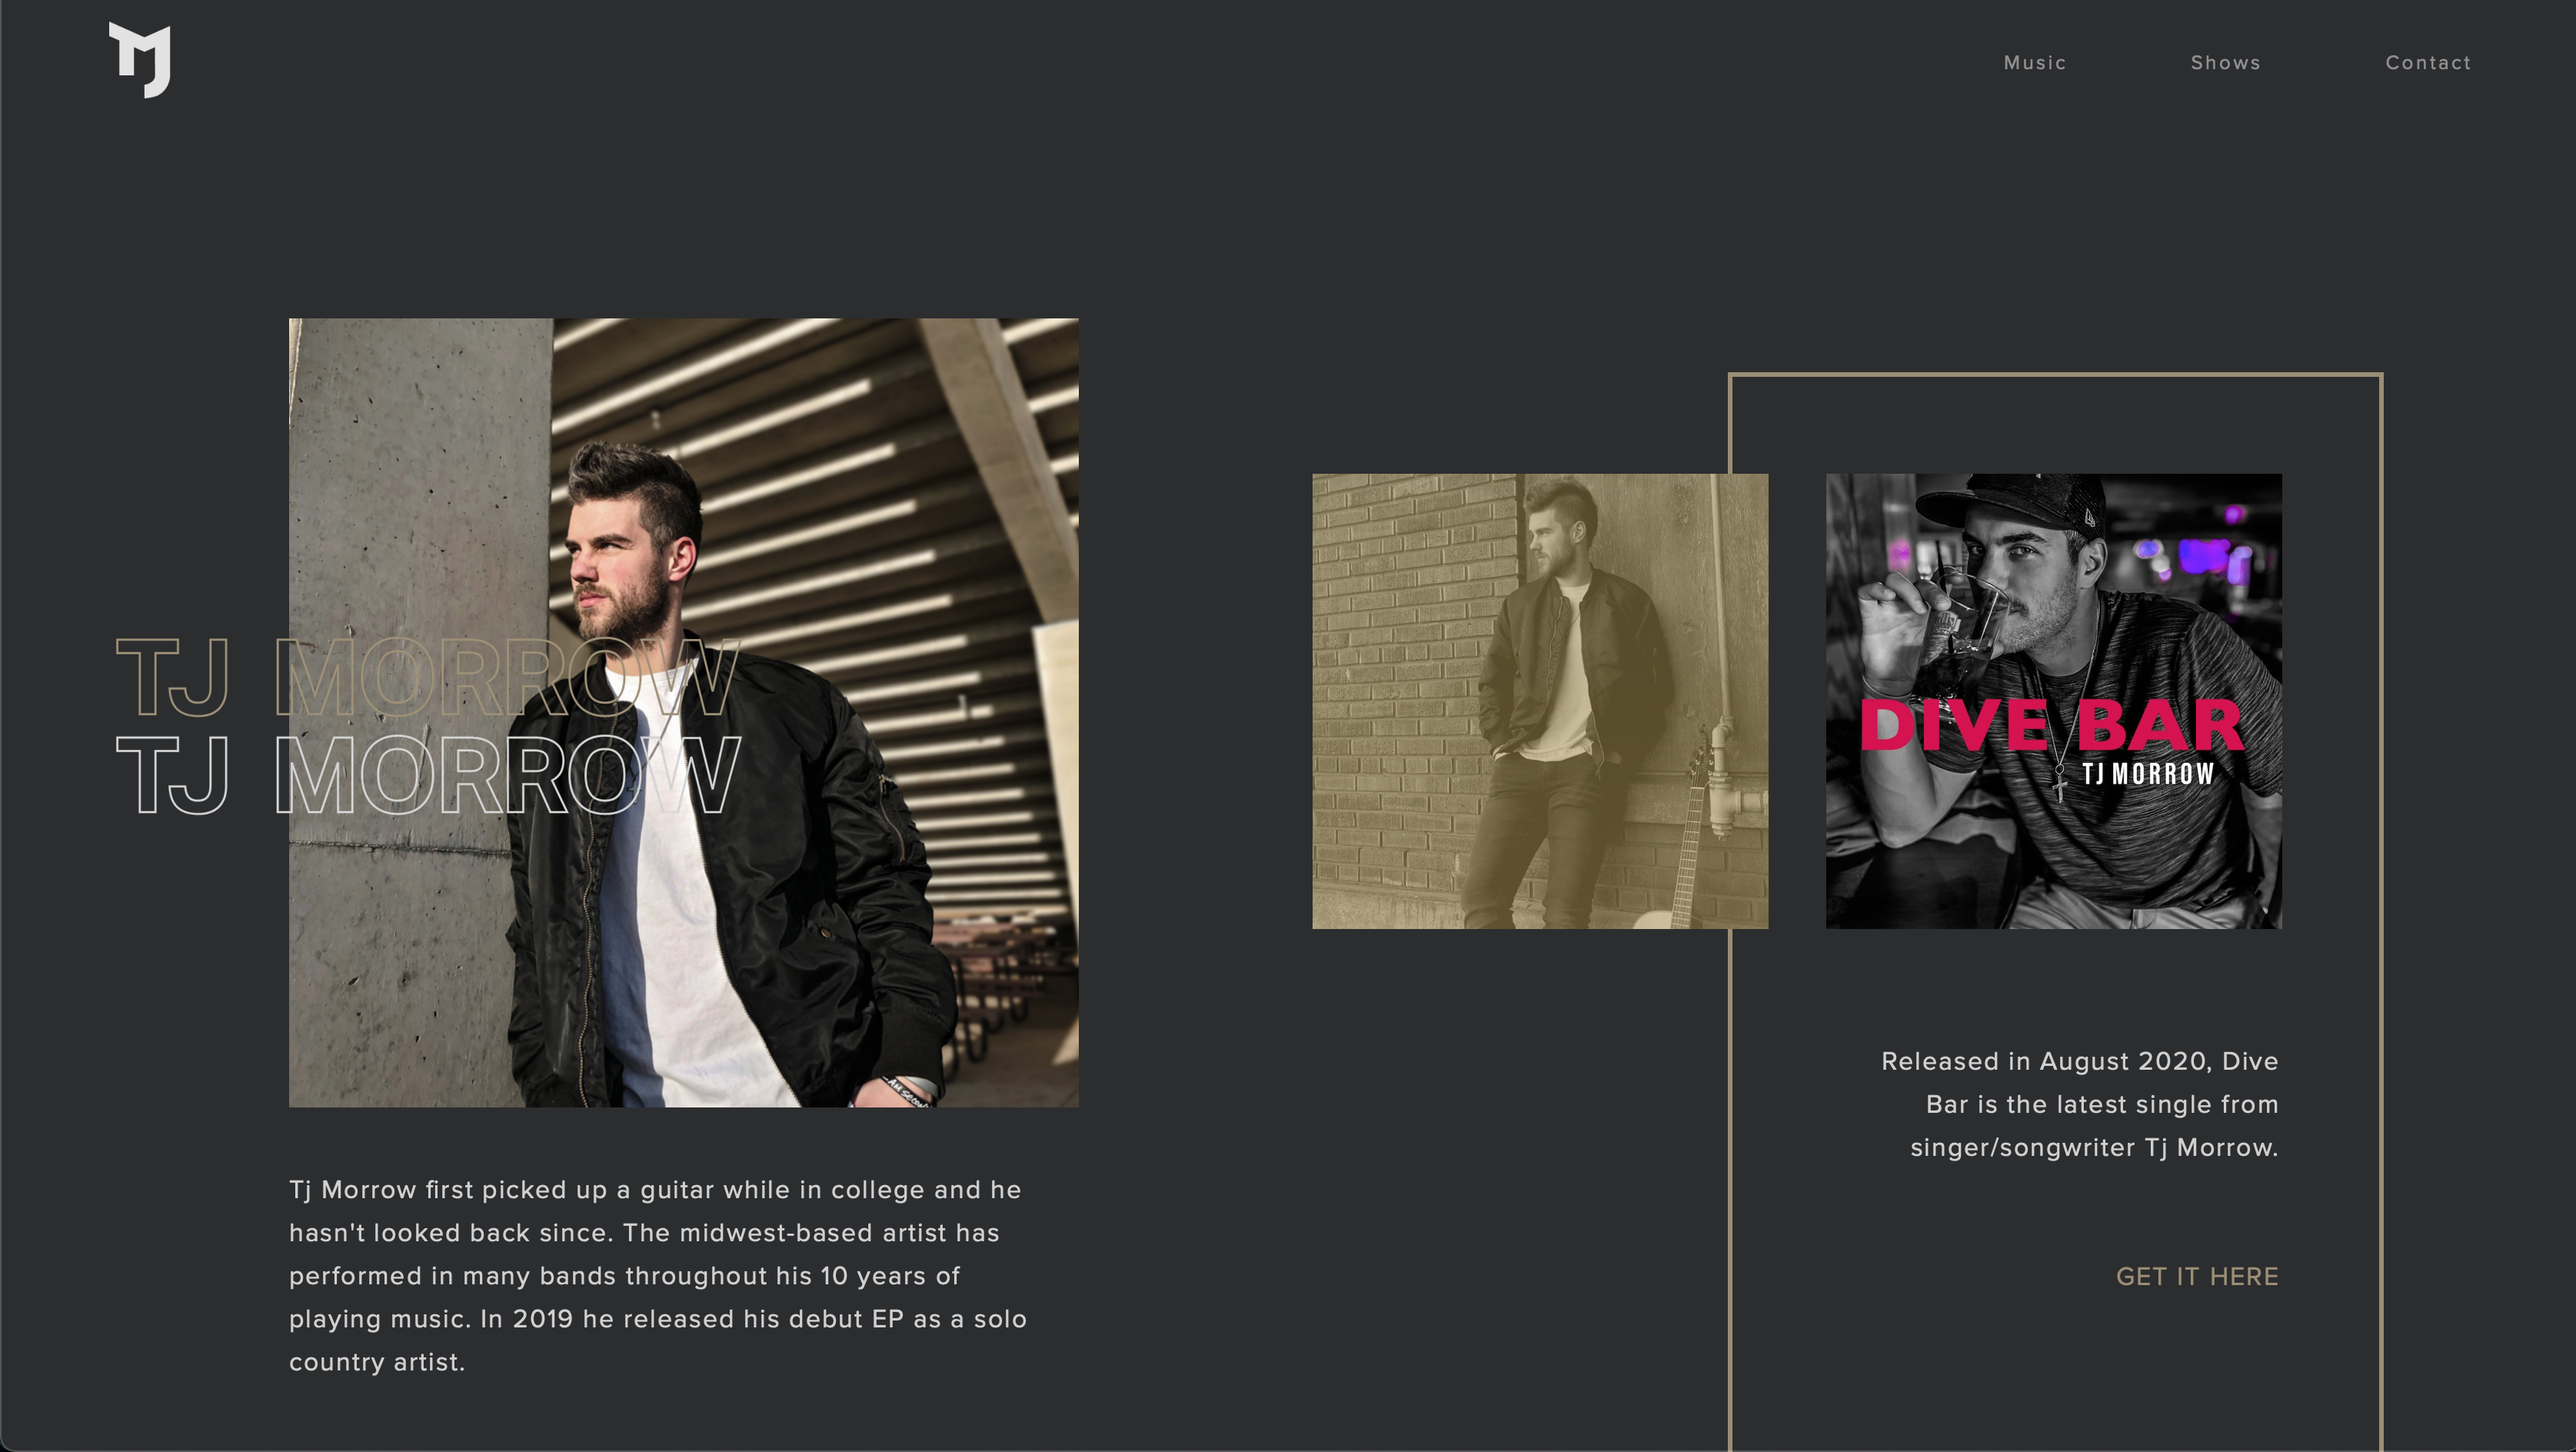 TJ
Music
Shows
Contact
TJ MORROW
TJ MORROW
Tj Morrow first picked up a guitar while in college and he
hasn't looked back since. The midwest-based artist has
performed in many bands throughout his 10 years of
playing music. In 2019 he released his debut EP as a solo
country artist.
DIVE BAR
TJ MORROW
Released in August 2020, Dive
Bar is the latest single from
singer/songwriter Tj Morrow.
GET IT HERE